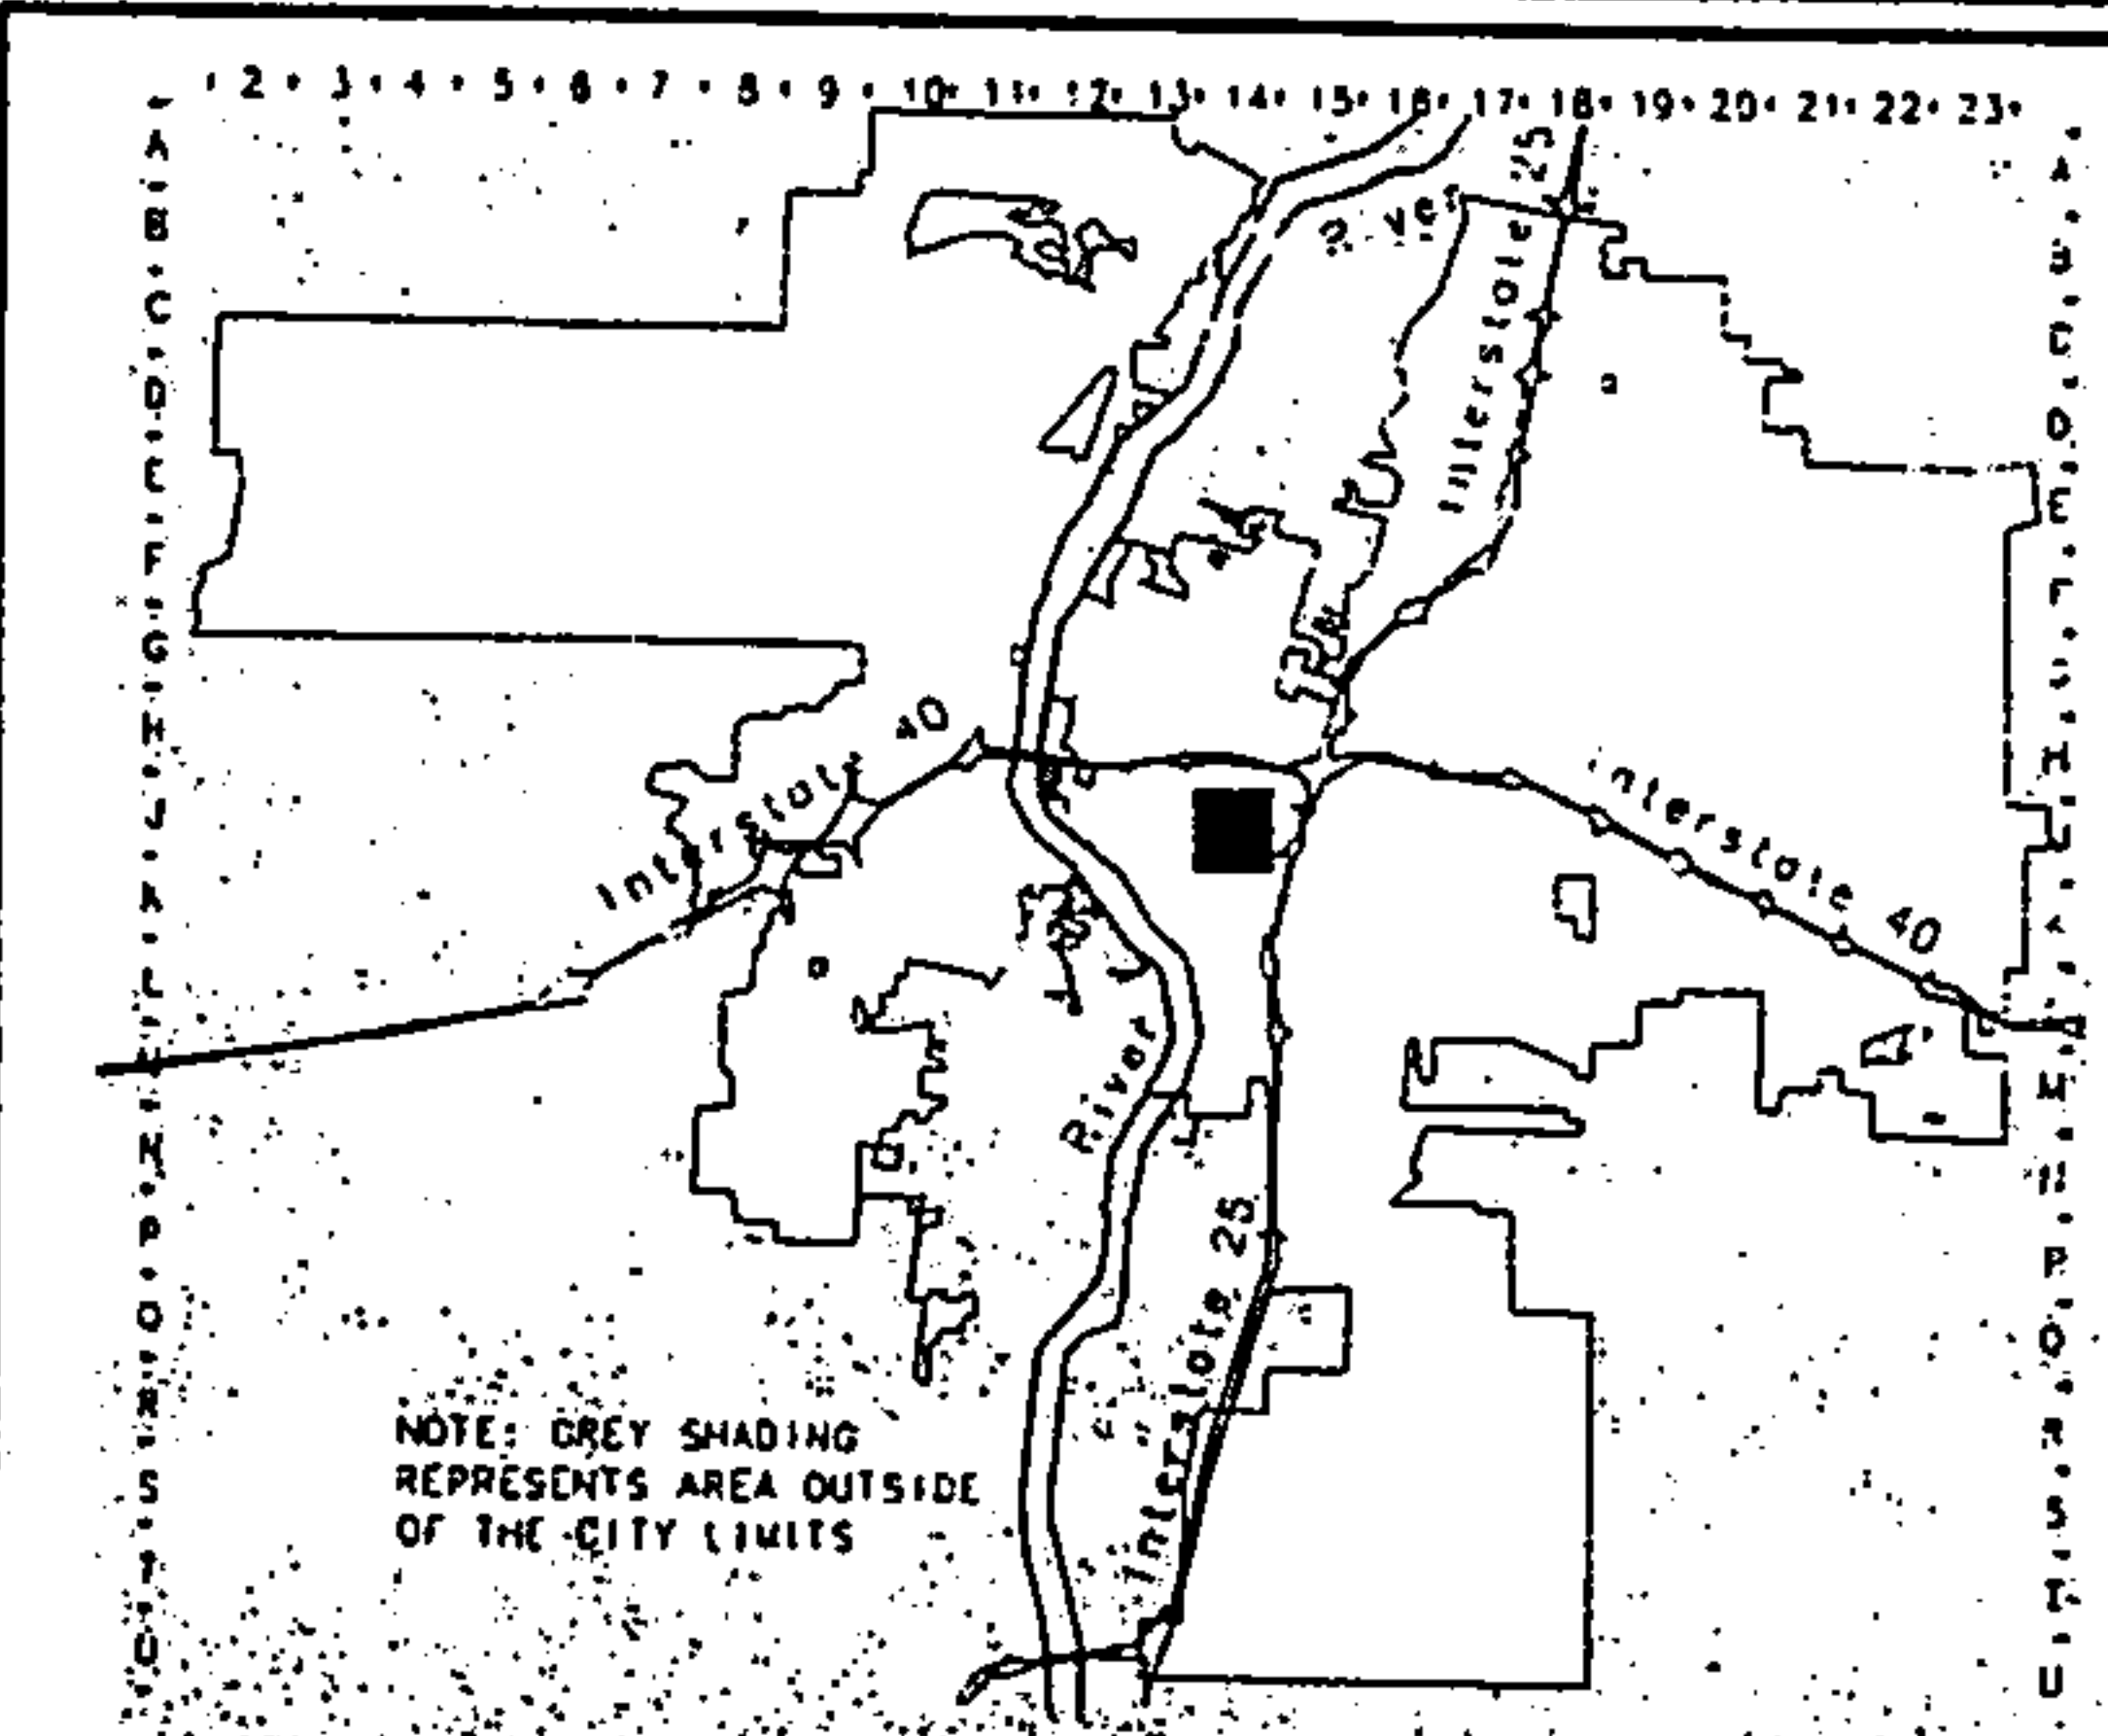 2 • 3 • 4 • 5 • 6 • 7 • 8 • 9 • 10 • 11 • 12 • 13 • 14 • 15 • 16 • 17 • 18 • 19 • 20 • 21 • 22 • 23 •
A
B
C
D
E
F
G
H
J
K
L
M
N
P
Q
R
S
T
U
River
Interstate 25
Interstate 40
Interstate 40
River
Interstate 25
NOTE: GREY SHADING
REPRESENTS AREA OUTSIDE
OF THE CITY LIMITS
A
B
C
D
E
F
G
H
J
K
M
N
P
Q
R
S
T
U